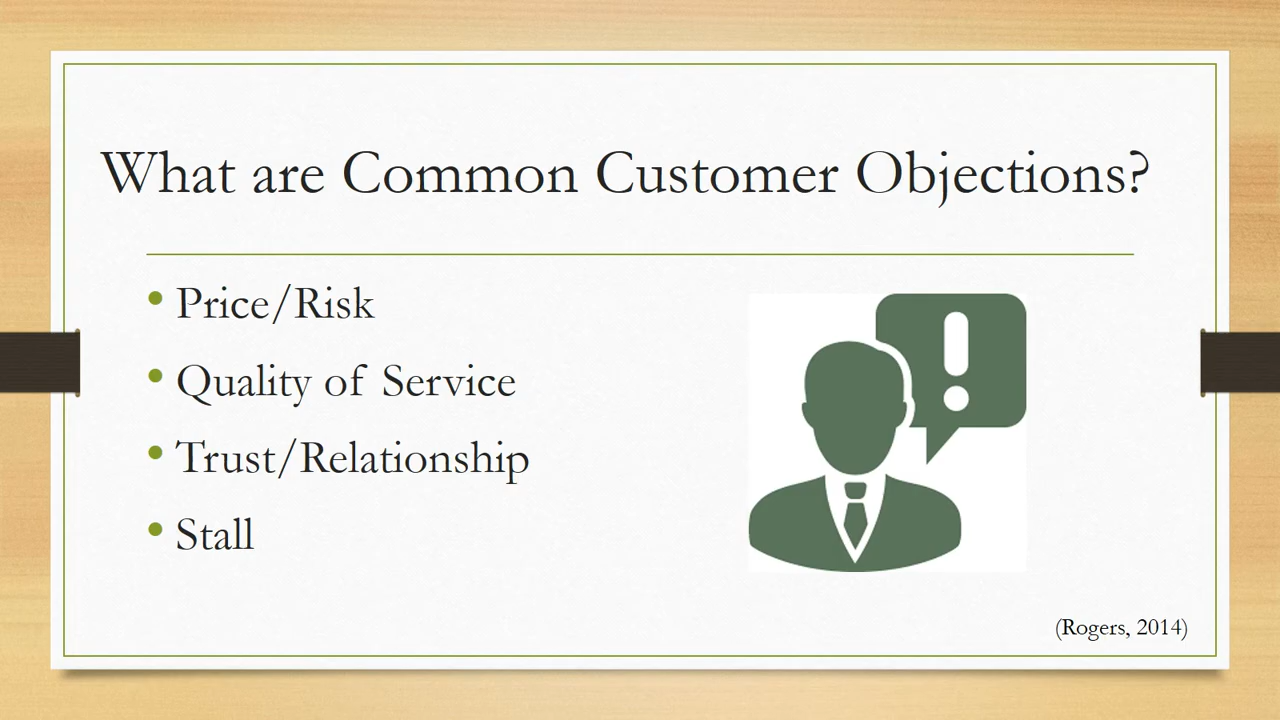 What are Common Customer Objections?
• Price/Risk
• Quality of Service
• Trust/Relationship
• Stall
(Rogers, 2014)